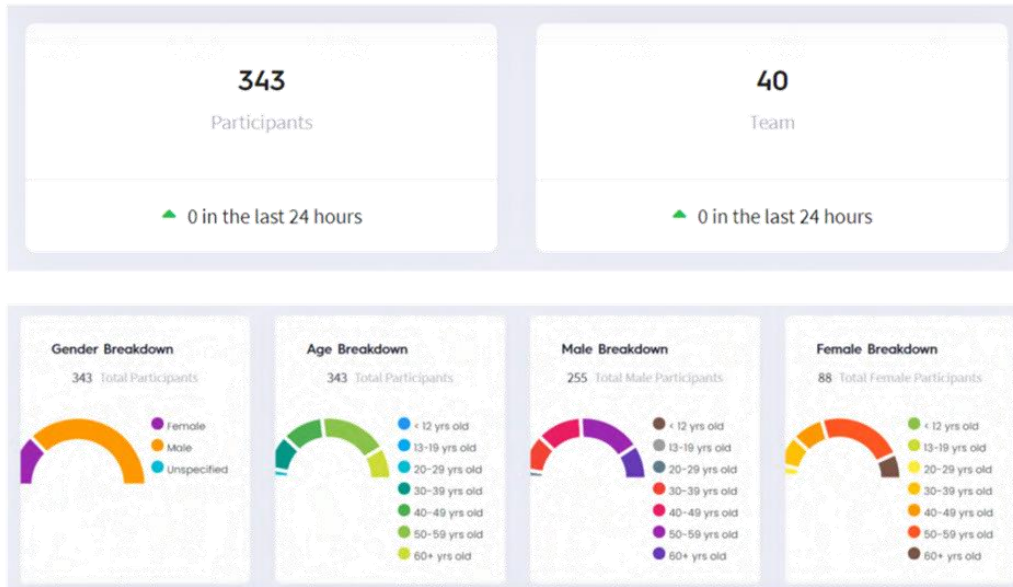 343
Participants
0 in the last 24 hours
40
Team
0 in the last 24 hours
Gender Breakdown
343 Total Participants
Female
Male
Unspecified
Age Breakdown
343 Total Participants
< 12 yrs old
13-19 yrs old
20-29 yrs old
30-39 yrs old
40-49 yrs old
50-59 yrs old
60+ yrs old
Male Breakdown
255 Total Male Participants
< 12 yrs old
13-19 yrs old
20-29 yrs old
30-39 yrs old
40-49 yrs old
50-59 yrs old
60+ yrs old
Female Breakdown
88 Total Female Participants
< 12 yrs old
13-19 yrs old
20-29 yrs old
30-39 yrs old
40-49 yrs old
50-59 yrs old
60+ yrs old